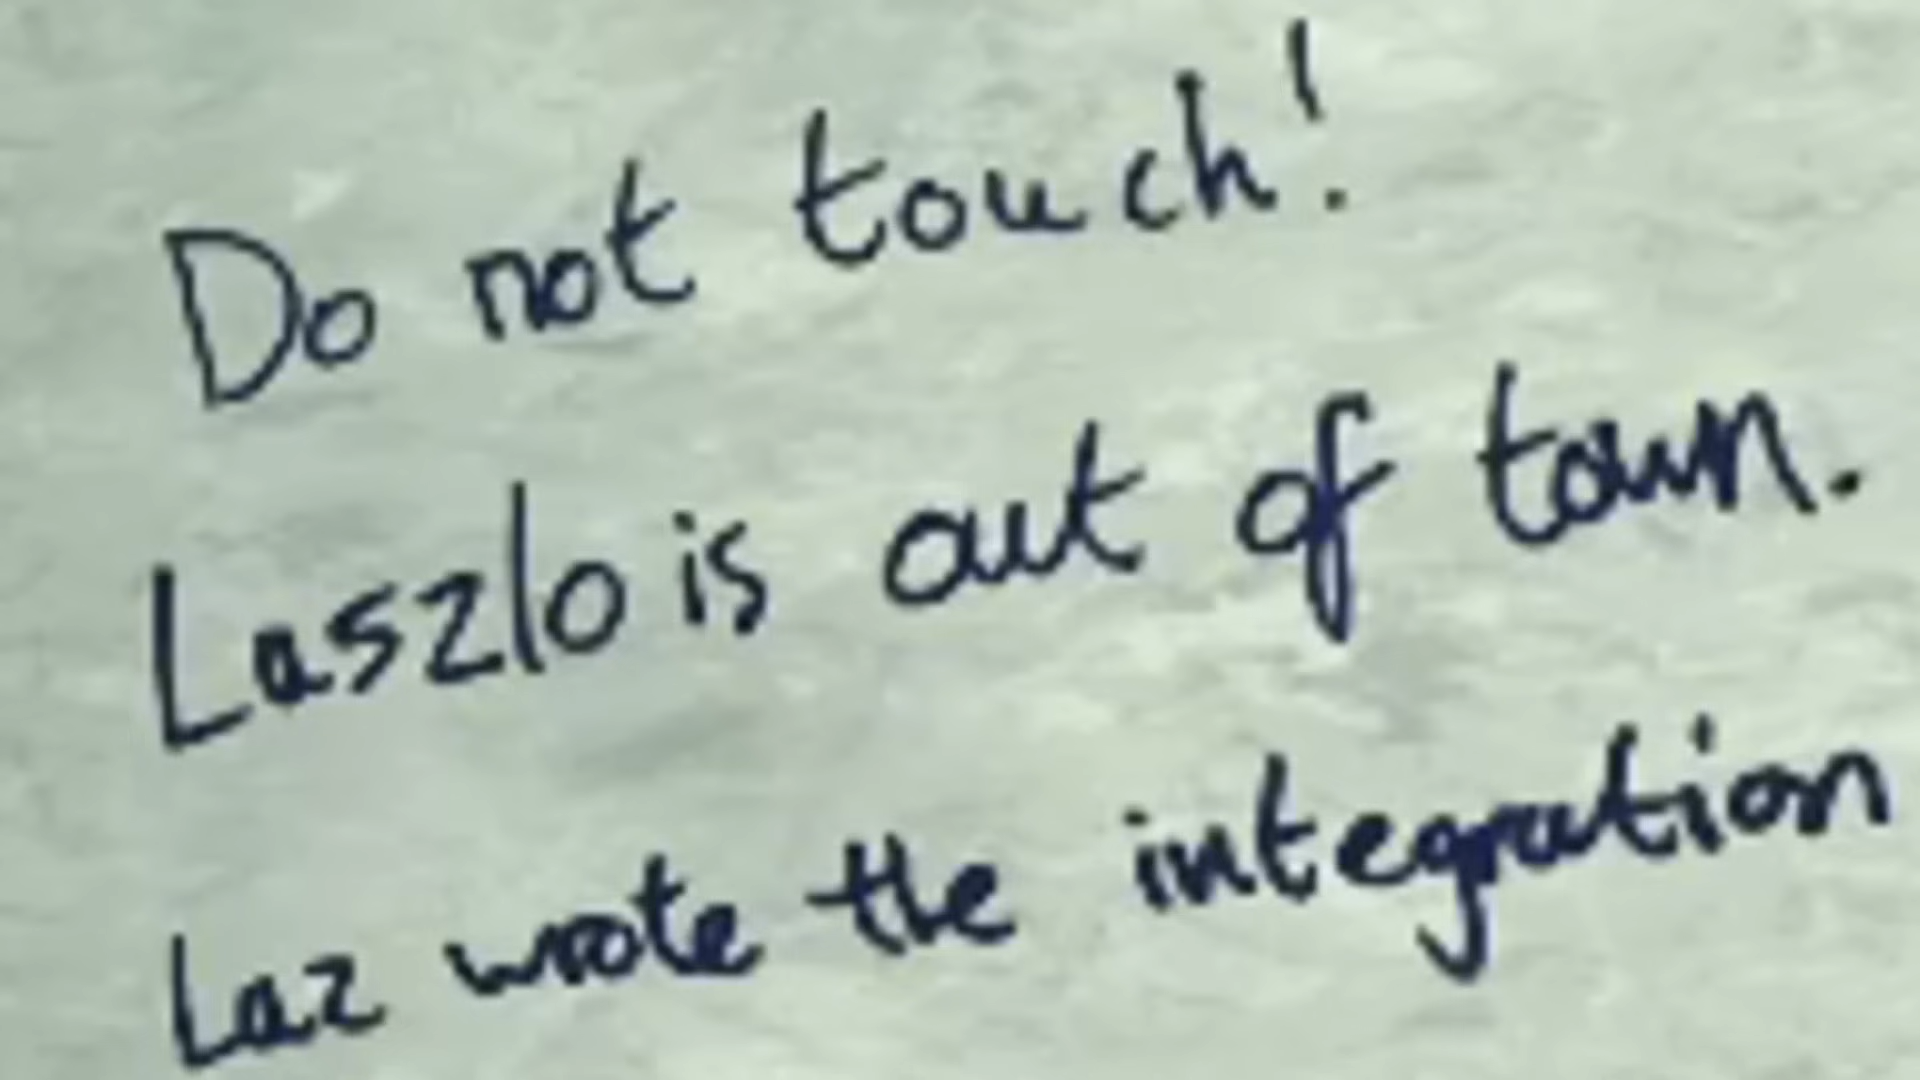 Do not touch!
Laszlo is out of town.
Laz wrote the integration